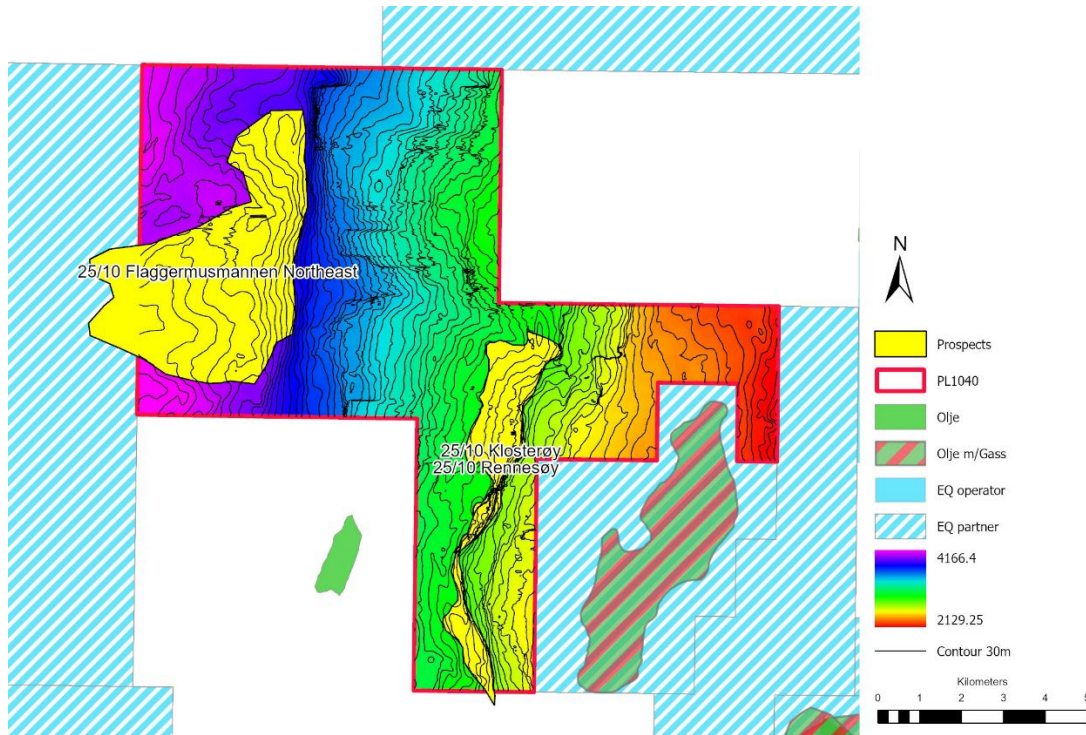 25/10 Flaggermusmannen Northeast
25/10 Klosterøy
25/10 Rennesøy
N
Prospects
PL1040
Olje
Olje m/Gass
EQ operator
EQ partner
4166.4
2129.25
Contour 30m
Kilometers
0 1 2 3 4 5